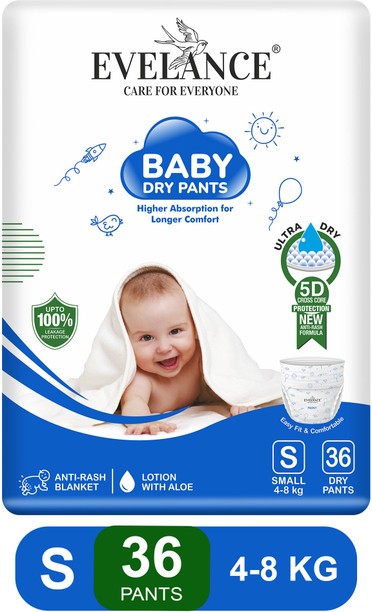 EVELANCE®
CARE FOR EVERYONE
BABY
DRY PANTS
Higher Absorption for
Longer Comfort
ULTRA DRY
5D
CROSS CORE
PROTECTION
NEW
ANTI-RASH
FORMULA
UPTO
100%
LEAKAGE
PROTECTION
EVELANCE
Easy Fit & Comfortable
ANTI-RASH
BLANKET
LOTION
WITH ALOE
S
SMALL
4-8 kg
36
DRY
PANTS
S
36
PANTS
4-8 KG